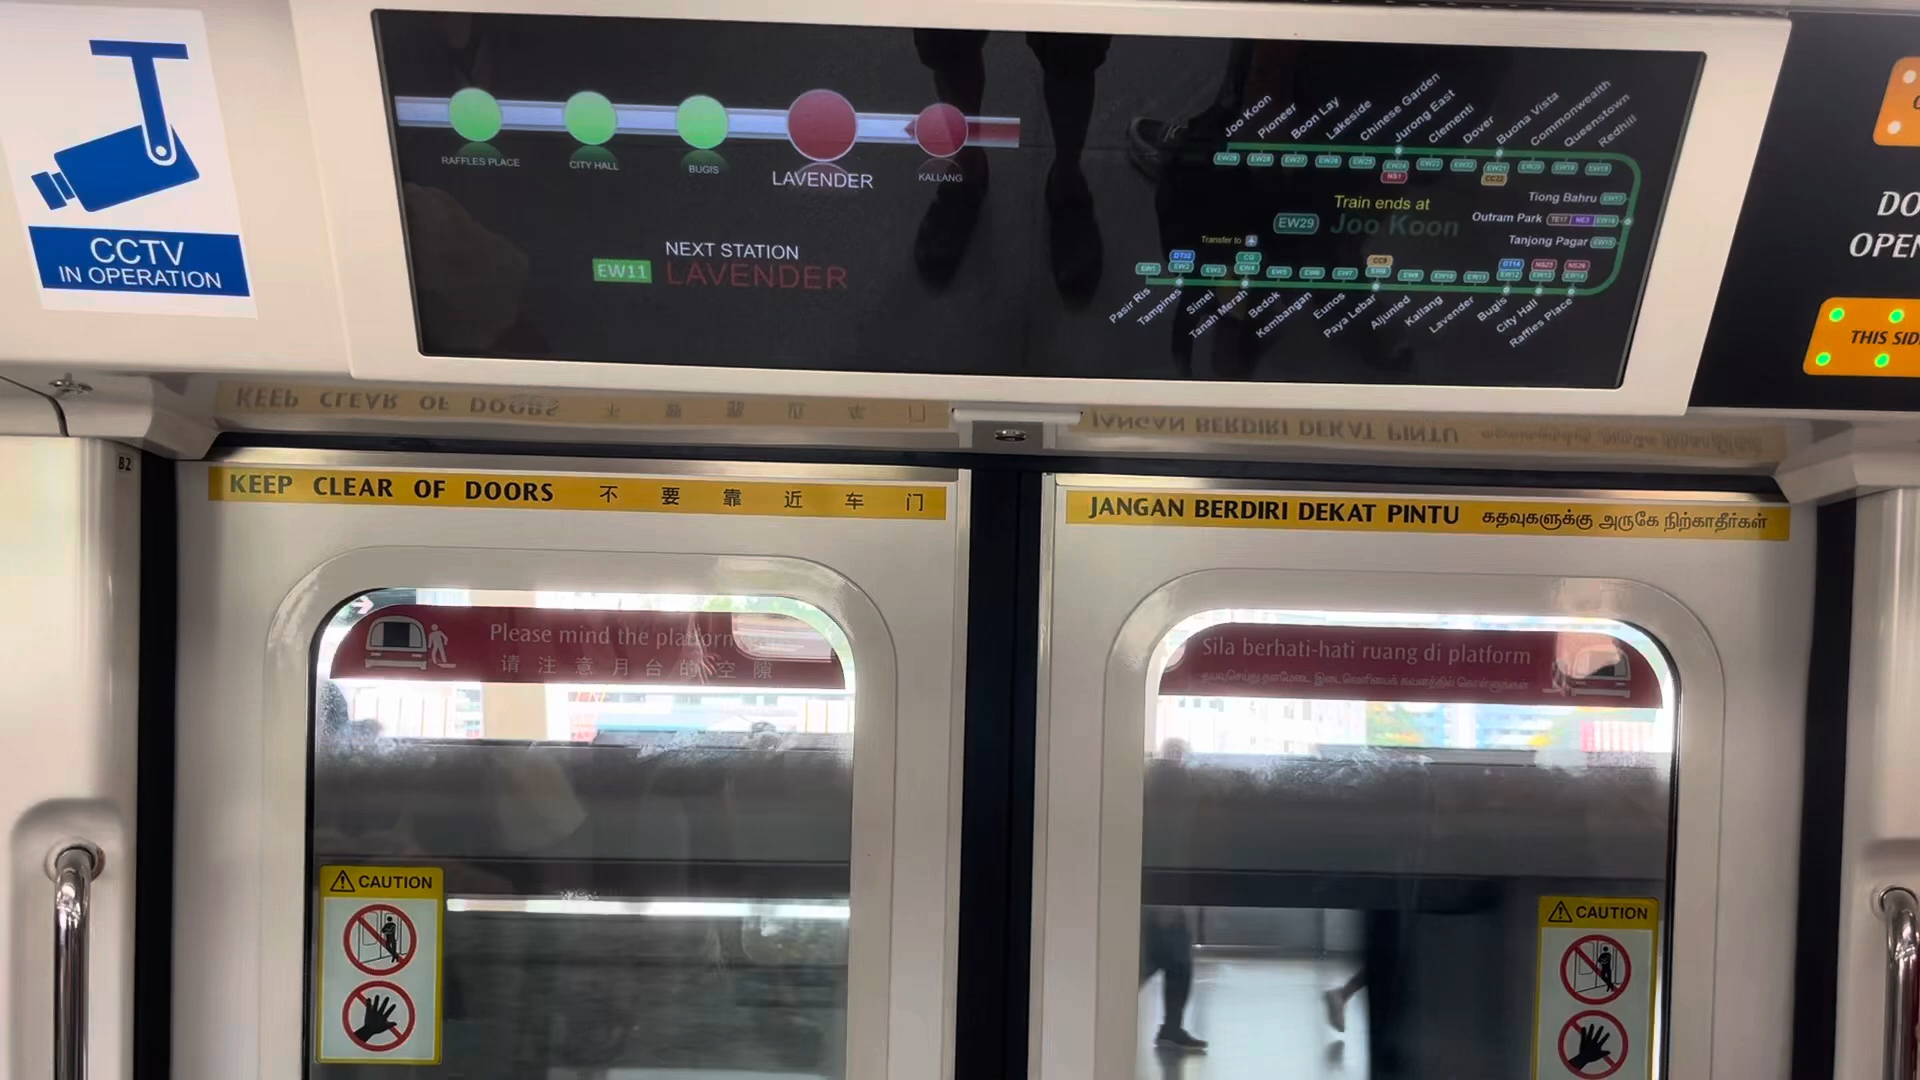 CCTV
IN OPERATION
RAFFLES PLACE
CITY HALL
BUGIS
LAVENDER
KALLANG
NEXT STATION
EW11 LAVENDER
Joo Koon
Pioneer
Boon Lay
Lakeside
Chinese Garden
Jurong East
Clementi
Dover
Buona Vista
Commonwealth
Queenstown
Redhill
NS1
CC22
Tiong Bahru
Outram Park
Tanjong Pagar
Train ends at
EW29 Joo Koon
Transfer to
Pasir Ris
Tampines
Simei
Tanah Merah
Bedok
Kembangan
Eunos
Paya Lebar
Aljunied
Kallang
Lavender
Bugis
City Hall
Raffles Place
DO
OPEN
THIS SID
B2
KEEP CLEAR OF DOORS 不要靠近车门
JANGAN BERDIRI DEKAT PINTU கதவுகளுக்கு அருகே நிற்காதீர்கள்
Please mind the platform
请注意月台的空隙
Sila berhati-hati ruang di platform
CAUTION
CAUTION